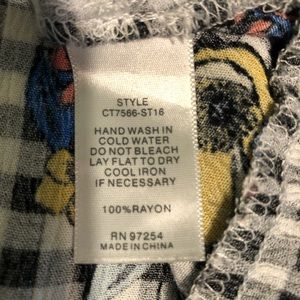 STYLE
CT7566-ST16
HAND WASH IN
COLD WATER
DO NOT BLEACH
LAY FLAT TO DRY
COOL IRON
IF NECESSARY
100%RAYON
RN 97254
MADE IN CHINA